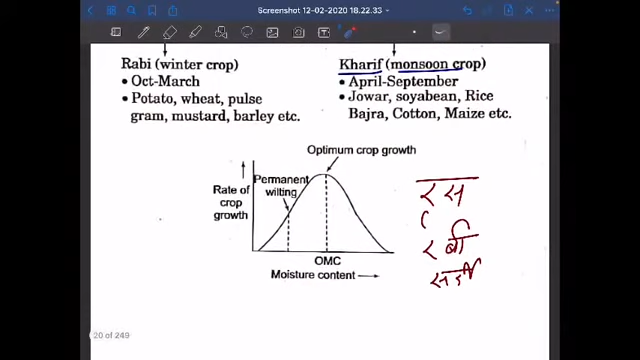 Screenshot 12-02-2020 18.22.33
Rabi (winter crop)
• Oct-March
• Potato, wheat, pulse
gram, mustard, barley etc.
Kharif (monsoon crop)
• April-September
• Jowar, soyabean, Rice
Bajra, Cotton, Maize etc.
Optimum crop growth
Permanent
wilting
Rate of
crop
growth
OMC
Moisture content
रस
रबी
20 of 249